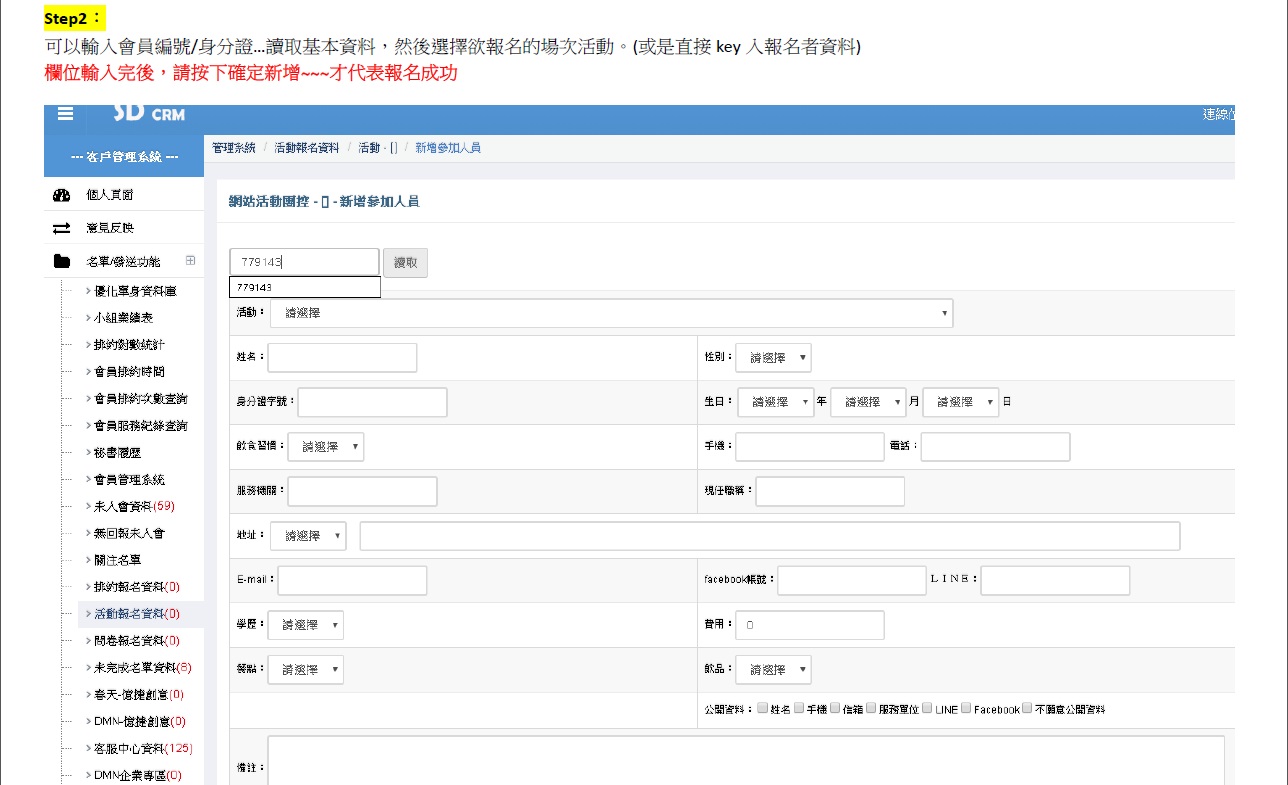 Step2：
可以輸入會員編號/身分證...讀取基本資料，然後選擇欲報名的場次活動。(或是直接 key 入報名者資料)
欄位輸入完後，請按下確定新增~~~才代表報名成功
SD CRM
連線
--- 客戶管理系統 ---
管理系統 / 活動報名資料 / 活動 - [] / 新增參加人員
個人頁面
意見反映
名單/發送功能
優化單身資料庫
小組業績表
排約對數統計
會員排約時間
會員排約次數查詢
會員服務紀錄查詢
秘書履歷
會員管理系統
未入會資料(59)
無回報未入會
關注名單
排約報名資料(0)
活動報名資料(0)
問卷報名資料(0)
未完成名單資料(8)
春天-億捷創意(0)
DMN-億捷創意(0)
客服中心資料(125)
DMN企業專區(0)
網站活動團控 - [] - 新增參加人員
779143 讀取
779143
活動： 請選擇
姓名： 性別： 請選擇
身分證字號： 生日： 請選擇 年 請選擇 月 請選擇 日
飲食習慣： 請選擇 手機： 電話：
服務機關： 現任職稱：
地址： 請選擇
E-mail： facebook帳號： ＬＩＮＥ：
學歷： 請選擇 費用： 0
餐點： 請選擇 飲品： 請選擇
公開資料： 姓名 手機 信箱 服務單位 LINE Facebook 不願意公開資料
備註：